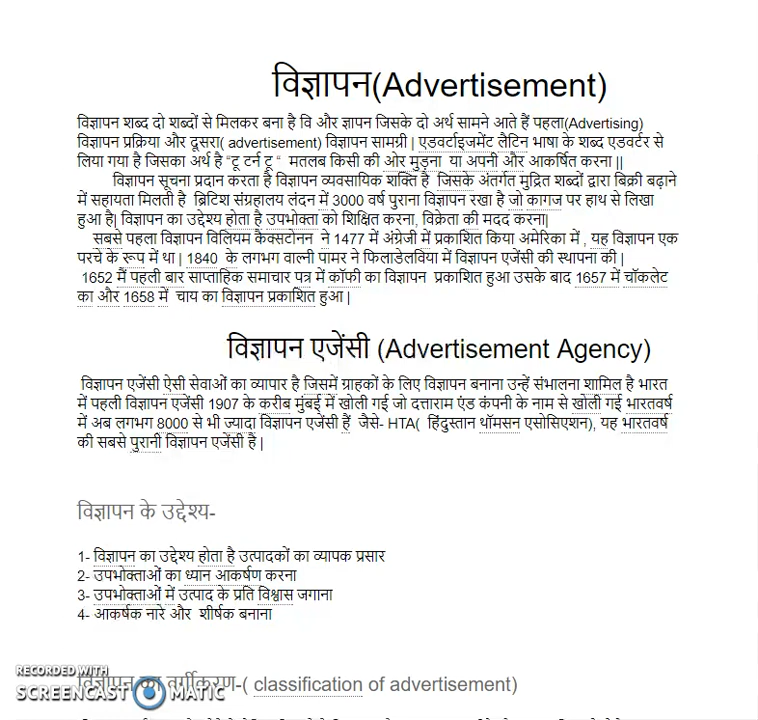 विज्ञापन(Advertisement)
विज्ञापन शब्द दो शब्दों से मिलकर बना है वि और ज्ञापन जिसके दो अर्थ सामने आते हैं पहला(Advertising)
विज्ञापन प्रक्रिया और दूसरा( advertisement) विज्ञापन सामग्री | एडवर्टाइजमेंट लैटिन भाषा के शब्द एडवर्टर से
लिया गया है जिसका अर्थ है “टू टर्न टू “ मतलब किसी की ओर मुड़ना या अपनी और आकर्षित करना ||
विज्ञापन सूचना प्रदान करता है विज्ञापन व्यवसायिक शक्ति है जिसके अंतर्गत मुद्रित शब्दों द्वारा बिक्री बढ़ाने
में सहायता मिलती है ब्रिटिश संग्रहालय लंदन में 3000 वर्ष पुराना विज्ञापन रखा है जो कागज पर हाथ से लिखा
हुआ है| विज्ञापन का उद्देश्य होता है उपभोक्ता को शिक्षित करना, विक्रेता की मदद करना|
सबसे पहला विज्ञापन विलियम कैक्सटोनन ने 1477 में अंग्रेजी में प्रकाशित किया अमेरिका में , यह विज्ञापन एक
परचे के रूप में था | 1840 के लगभग वाल्नी पामर ने फिलाडेलविया में विज्ञापन एजेंसी की स्थापना की |
1652 मैं पहली बार साप्ताहिक समाचार पत्र में कॉफी का विज्ञापन प्रकाशित हुआ उसके बाद 1657 में चॉकलेट
का और 1658 में चाय का विज्ञापन प्रकाशित हुआ |
विज्ञापन एजेंसी (Advertisement Agency)
विज्ञापन एजेंसी ऐसी सेवाओं का व्यापार है जिसमें ग्राहकों के लिए विज्ञापन बनाना उन्हें संभालना शामिल है भारत
में पहली विज्ञापन एजेंसी 1907 के करीब मुंबई में खोली गई जो दत्ताराम एंड कंपनी के नाम से खोली गई भारतवर्ष
में अब लगभग 8000 से भी ज्यादा विज्ञापन एजेंसी हैं जैसे- HTA( हिंदुस्तान थॉमसन एसोसिएशन), यह भारतवर्ष
की सबसे पुरानी विज्ञापन एजेंसी है |
विज्ञापन के उद्देश्य-
1- विज्ञापन का उद्देश्य होता है उत्पादकों का व्यापक प्रसार
2- उपभोक्ताओं का ध्यान आकर्षण करना
3- उपभोक्ताओं में उत्पाद के प्रति विश्वास जगाना
4- आकर्षक नारे और शीर्षक बनाना
विज्ञापन का वर्गीकरण-( classification of advertisement)
RECORDED WITH
SCREENCAST MATIC